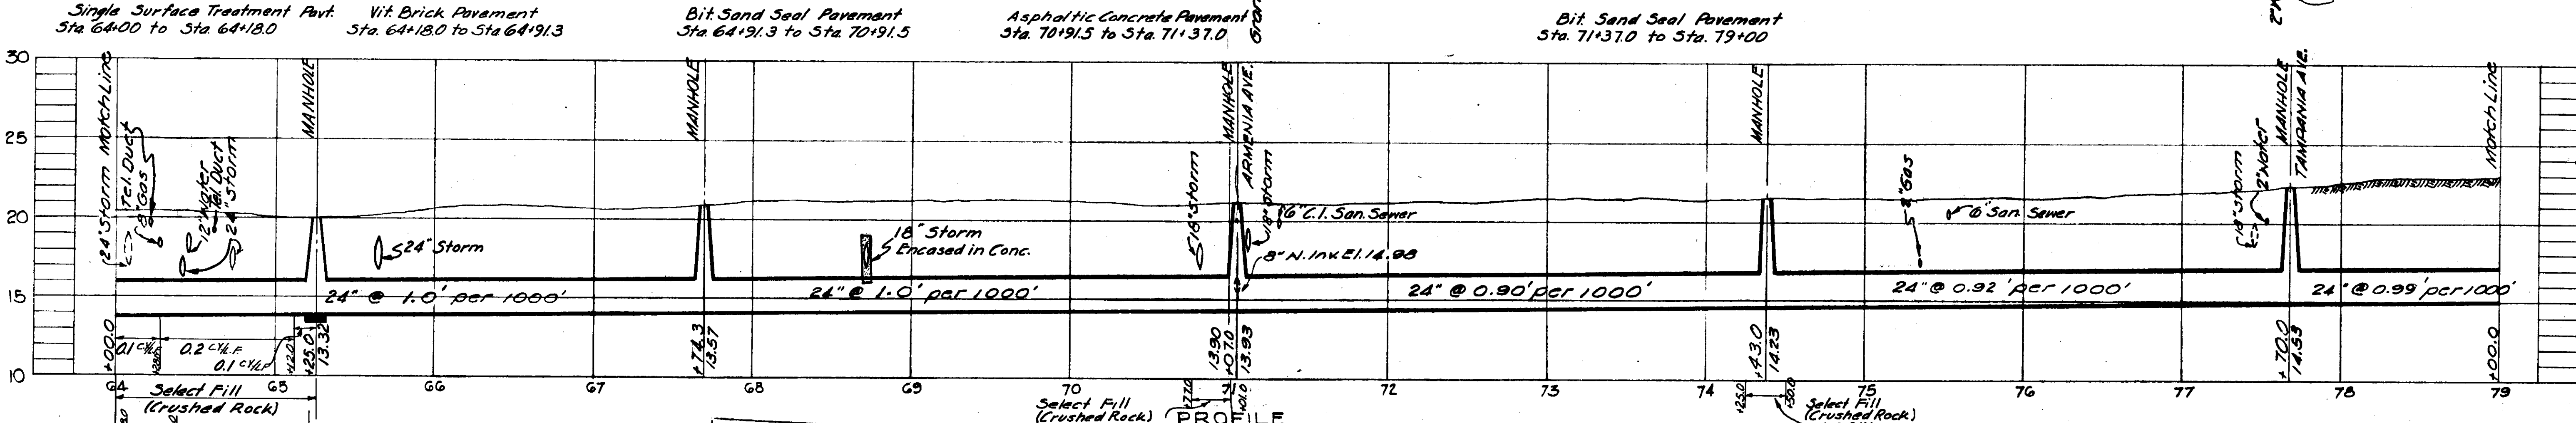 Single Surface Treatment Pavt.
Sta. 64+00 to Sta. 64+18.0
Vit. Brick Pavement
Sta. 64+18.0 to Sta 64+91.3
Bit. Sand Seal Pavement
Sta. 64+91.3 to Sta. 70+91.5
Asphaltic Concrete Pavement
Sta. 70+91.5 to Sta. 71+37.0
Bit. Sand Seal Pavement
Sta. 71+37.0 to Sta. 79+00
30
25
20
15
10
24" Storm
Match Line
Tel. Duct
8" Gas
12" Water
Tel. Duct
24" Storm
MANHOLE
24" Storm
MANHOLE
18" Storm
Encased in Conc.
18" Storm
MANHOLE
ARMENIA AVE.
18" Storm
6" C.I. San. Sewer
8" N. Inv. El. 14.98
MANHOLE
2" Gas
6" San. Sewer
18" Storm
2" Water
MANHOLE
TAMPANIA AVE.
Match Line
24" @ 1.0' per 1000'
24" @ 1.0' per 1000'
24" @ 0.90' per 1000'
24" @ 0.92' per 1000'
24" @ 0.99' per 1000'
+00.0
0.1 CY/LF
0.2 CY/L.F.
0.1 CY/LF
+12.0
+25.0
13.32
+74.3
13.57
13.90
+07.0
13.93
+43.0
14.23
+70.0
14.53
+00.0
64 65 66 67 68 69 70 71 72 73 74 75 76 77 78 79
Select Fill
(Crushed Rock)
Select Fill
(Crushed Rock)
+77.0
+01.0
PROFILE
+25.0
+50.0
Select Fill
(Crushed Rock)